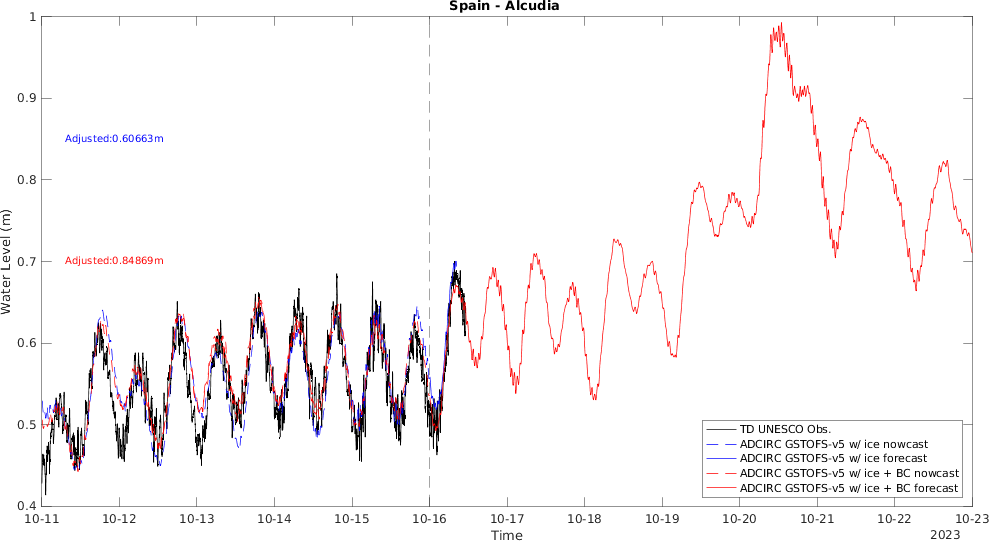 Spain - Alcudia
1
0.9
0.8
0.7
0.6
0.5
0.4
Water Level (m)
Adjusted:0.60663m
Adjusted:0.84869m
TD UNESCO Obs.
ADCIRC GSTOFS-v5 w/ ice nowcast
ADCIRC GSTOFS-v5 w/ ice forecast
ADCIRC GSTOFS-v5 w/ ice + BC nowcast
ADCIRC GSTOFS-v5 w/ ice + BC forecast
10-11 10-12 10-13 10-14 10-15 10-16 10-17 10-18 10-19 10-20 10-21 10-22 10-23
Time
2023